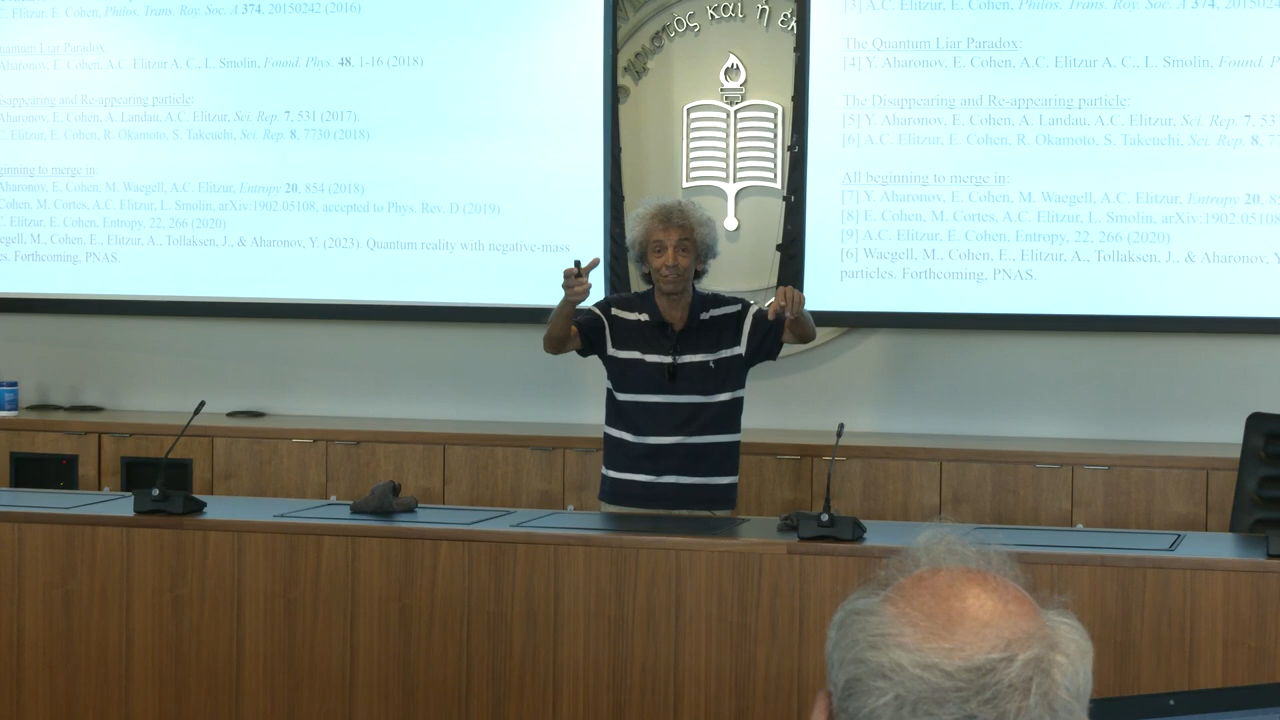 C. Elitzur, E. Cohen, Philos. Trans. Roy. Soc. A 374, 20150242 (2016)
uantum Liar Paradox
Aharonov, E. Cohen, A.C. Elitzur A. C., L. Smolin, Found. Phys. 48, 1-16 (2018)
isappearing and Re-appearing particle:
Aharonov, E. Cohen, A. Landau, A.C. Elitzur, Sci. Rep. 7, 531 (2017).
C. Elitzur, E. Cohen, R. Okamoto, S. Takeuchi, Sci. Rep. 8, 7730 (2018)
ginning to merge in:
Aharonov, E. Cohen, M. Waegell, A.C. Elitzur, Entropy 20, 854 (2018)
Cohen, M. Cortes, A.C. Elitzur, L. Smolin, arXiv:1902.05108, accepted to Phys. Rev. D (2019)
C. Elitzur, E. Cohen, Entropy, 22, 266 (2020)
egell, M., Cohen, E., Elitzur, A., Tollaksen, J., & Aharonov, Y. (2023). Quantum reality with negative-mass
es. Forthcoming, PNAS.
ριστὸς καὶ ἡ ἐκ
[3] A.C. Elitzur, E. Cohen, Philos. Trans. Roy. Soc. A 374, 2015024
The Quantum Liar Paradox:
[4] Y. Aharonov, E. Cohen, A.C. Elitzur A. C., L. Smolin, Found. P
The Disappearing and Re-appearing particle:
[5] Y. Aharonov, E. Cohen, A. Landau, A.C. Elitzur, Sci. Rep. 7, 53
[6] A.C. Elitzur, E. Cohen, R. Okamoto, S. Takeuchi, Sci. Rep. 8, 77
All beginning to merge in:
[7] Y. Aharonov, E. Cohen, M. Waegell, A.C. Elitzur, Entropy 20, 8
[8] E. Cohen, M. Cortes, A.C. Elitzur, L. Smolin, arXiv:1902.05108
[9] A.C. Elitzur, E. Cohen, Entropy, 22, 266 (2020)
[6] Waegell, M., Cohen, E., Elitzur, A., Tollaksen, J., & Aharonov, Y.
particles. Forthcoming, PNAS.